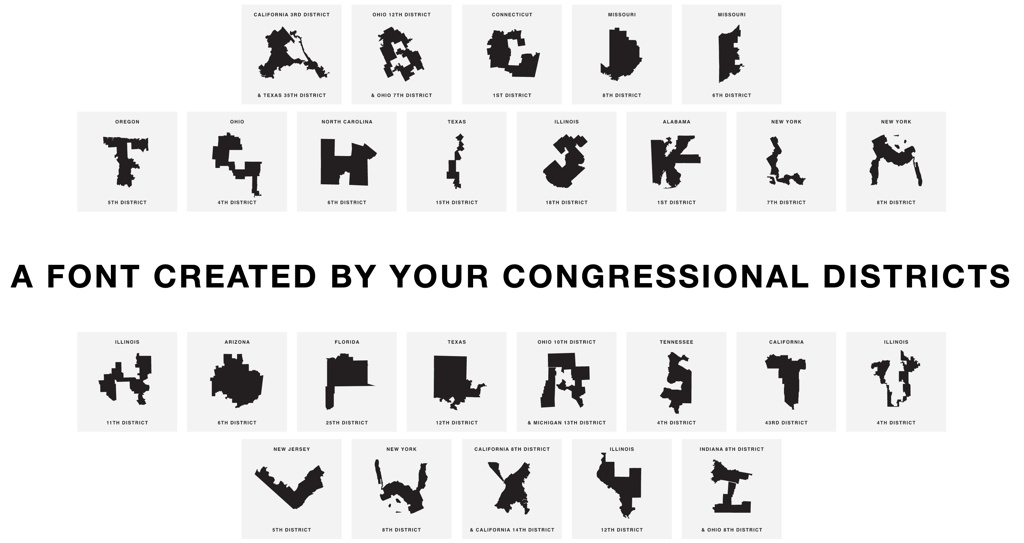 CALIFORNIA 3RD DISTRICT
& TEXAS 35TH DISTRICT
OHIO 12TH DISTRICT
& OHIO 7TH DISTRICT
CONNECTICUT
1ST DISTRICT
MISSOURI
8TH DISTRICT
MISSOURI
6TH DISTRICT
OREGON
5TH DISTRICT
OHIO
4TH DISTRICT
NORTH CAROLINA
6TH DISTRICT
TEXAS
15TH DISTRICT
ILLINOIS
18TH DISTRICT
ALABAMA
1ST DISTRICT
NEW YORK
7TH DISTRICT
NEW YORK
8TH DISTRICT
A FONT CREATED BY YOUR CONGRESSIONAL DISTRICTS
ILLINOIS
11TH DISTRICT
ARIZONA
6TH DISTRICT
FLORIDA
25TH DISTRICT
TEXAS
12TH DISTRICT
OHIO 10TH DISTRICT
& MICHIGAN 13TH DISTRICT
TENNESSEE
4TH DISTRICT
CALIFORNIA
43RD DISTRICT
ILLINOIS
4TH DISTRICT
NEW JERSEY
5TH DISTRICT
NEW YORK
8TH DISTRICT
CALIFORNIA 8TH DISTRICT
& CALIFORNIA 14TH DISTRICT
ILLINOIS
12TH DISTRICT
INDIANA 8TH DISTRICT
& OHIO 8TH DISTRICT